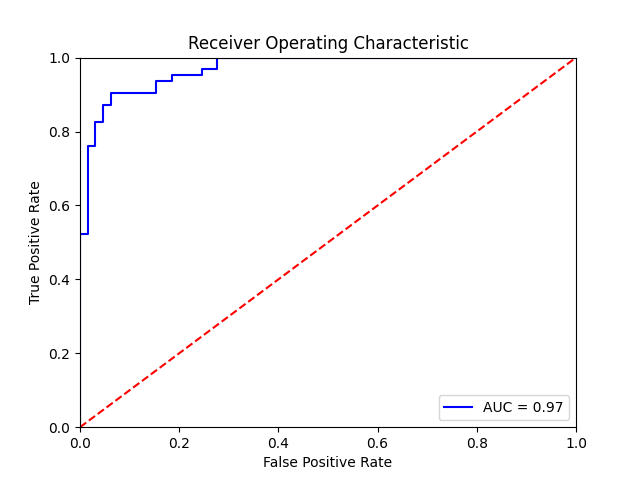 Receiver Operating Characteristic
1.0
0.8
0.6
0.4
0.2
0.0
True Positive Rate
AUC = 0.97
0.0 0.2 0.4 0.6 0.8 1.0
False Positive Rate